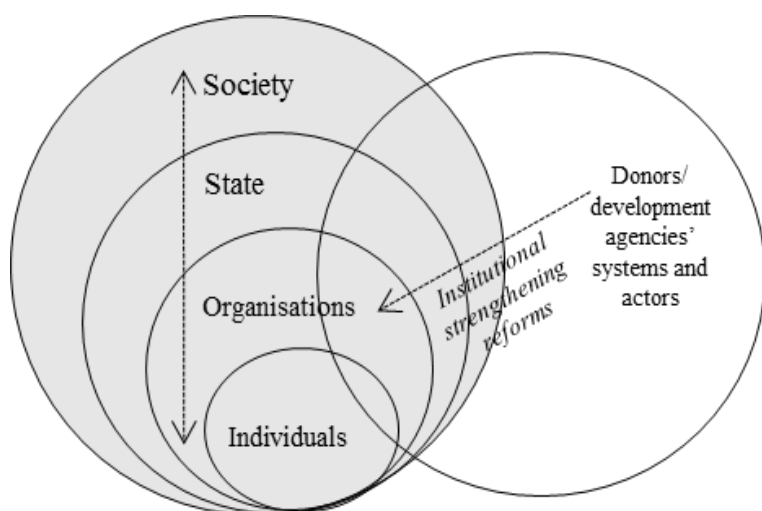 Society
State
Organisations
Individuals
Institutional
strengthening
reforms
Donors/
development
agencies’
systems and
actors